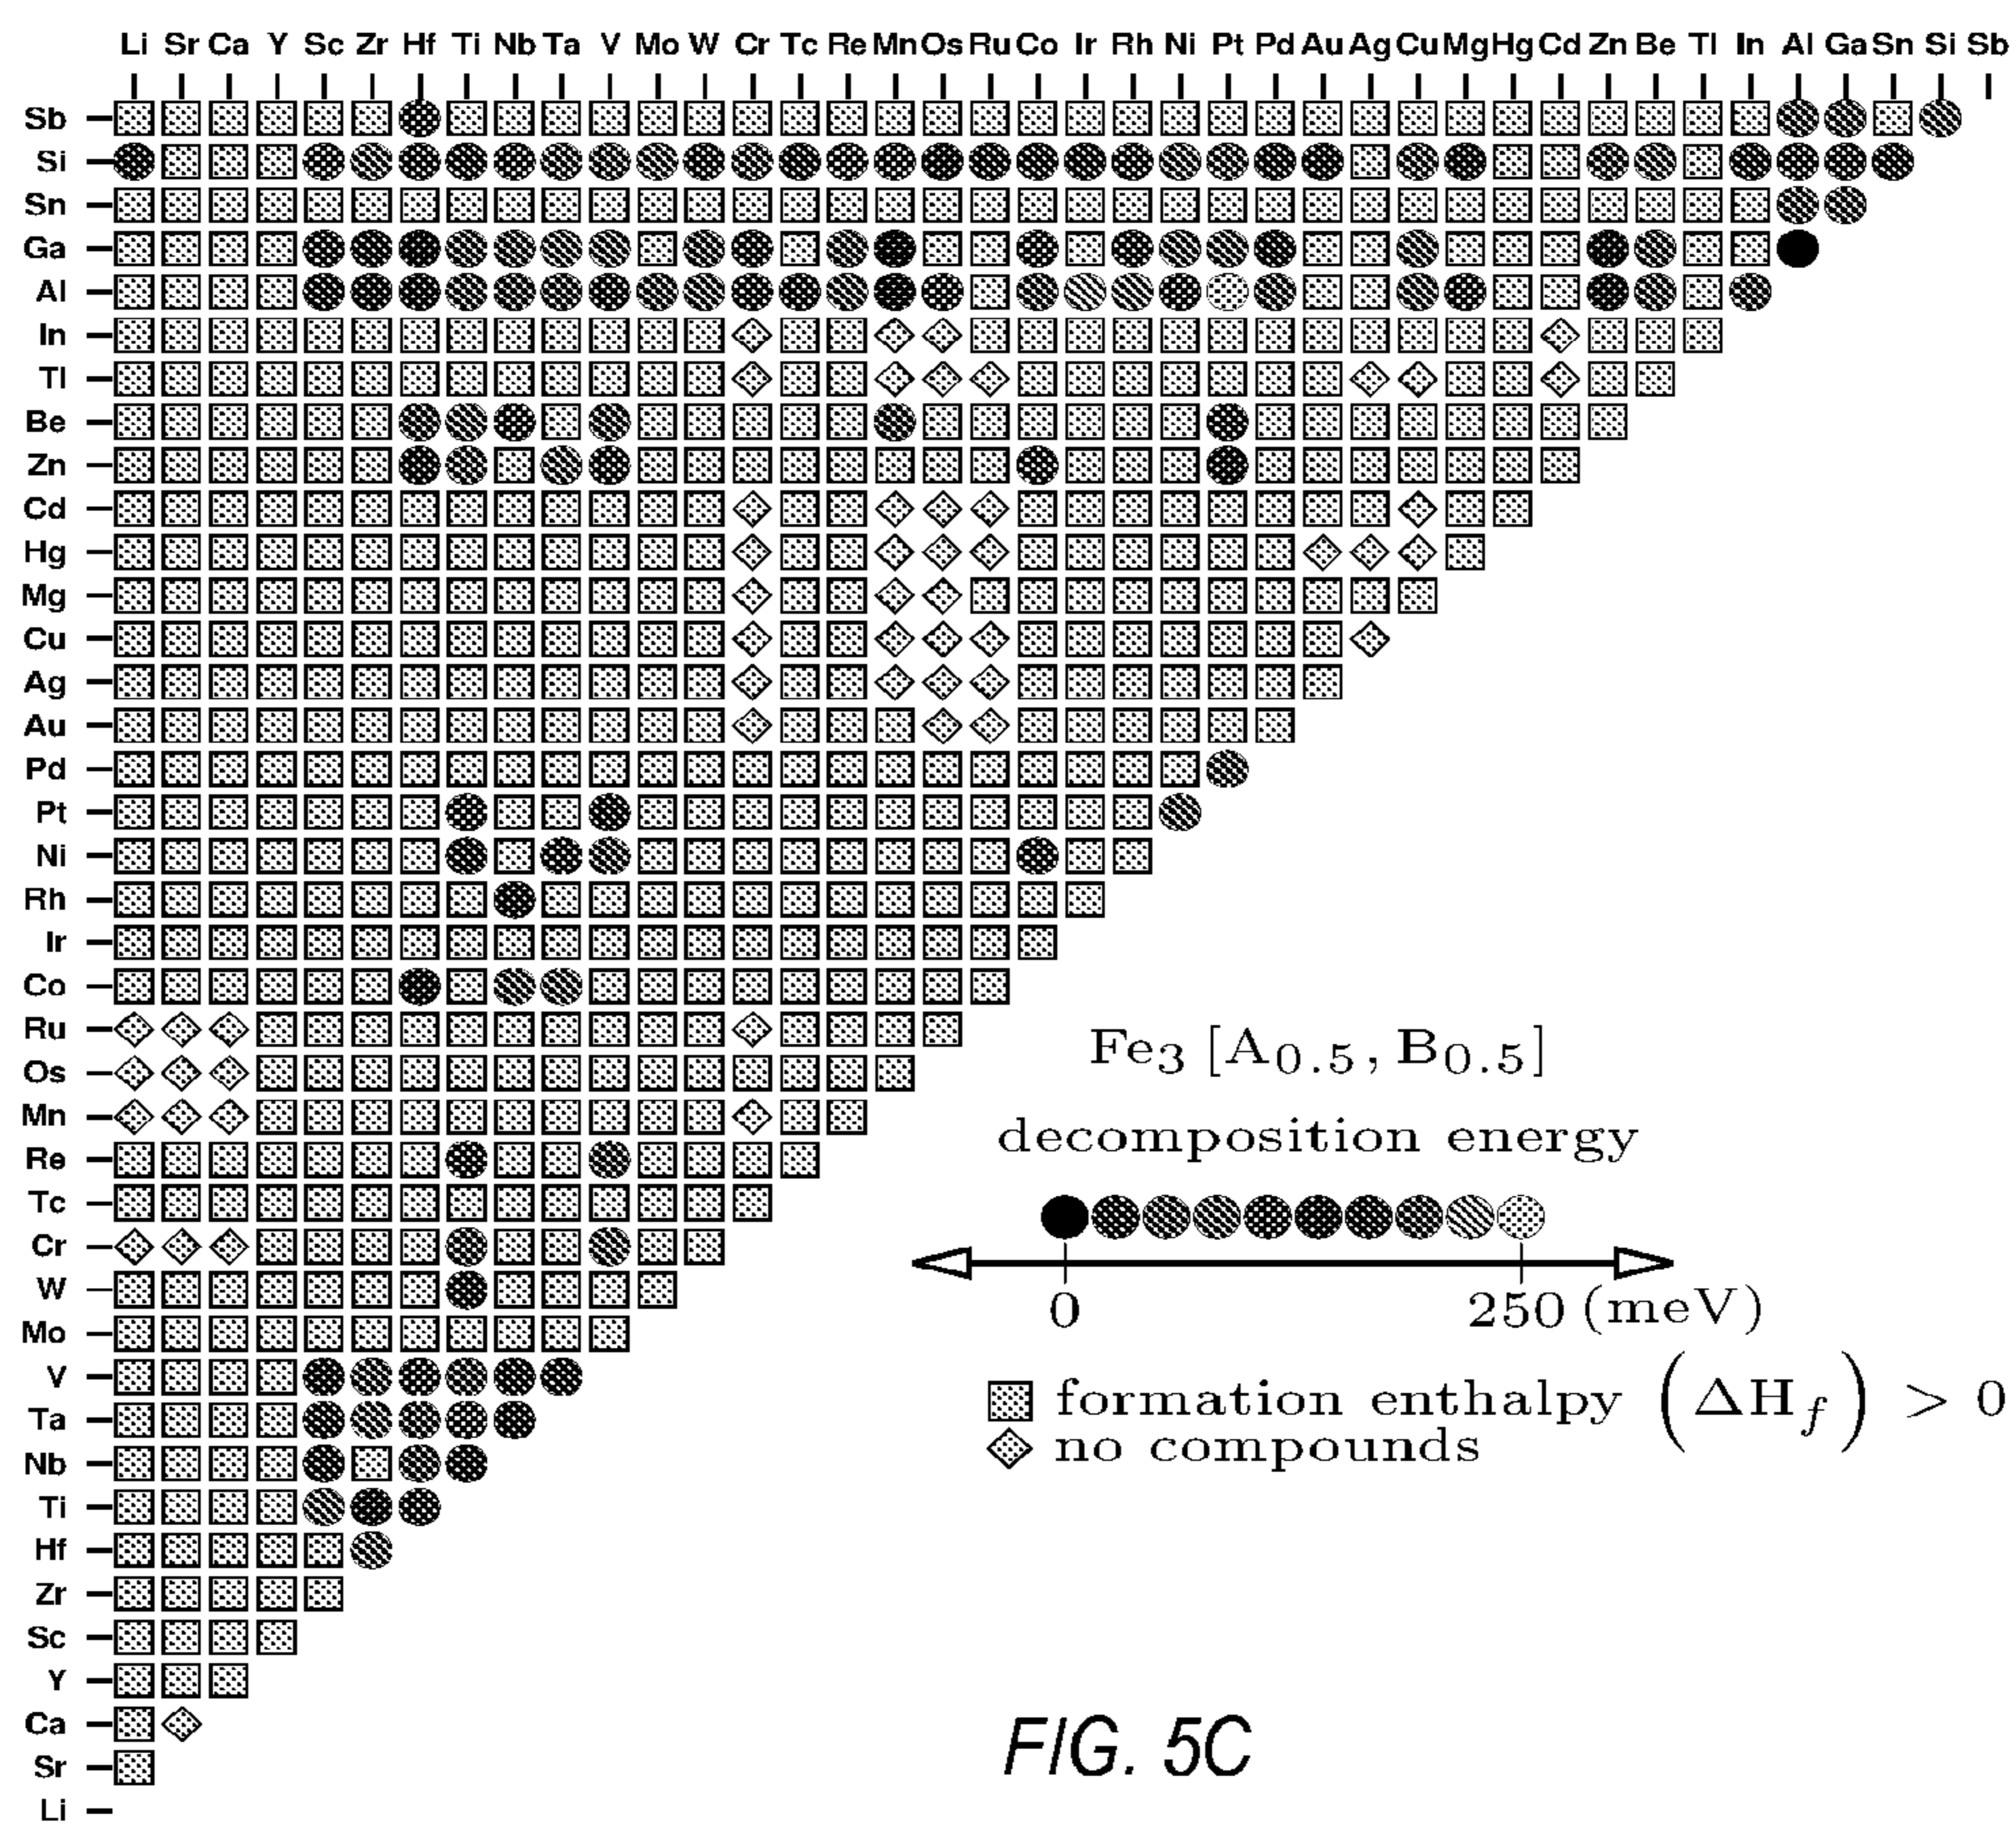 Li Sr Ca Y Sc Zr Hf Ti Nb Ta V Mo W Cr Tc Re Mn Os Ru Co Ir Rh Ni Pt Pd Au Ag Cu Mg Hg Cd Zn Be Tl In Al Ga Sn Si Sb
Sb
Si
Sn
Ga
Al
In
Tl
Be
Zn
Cd
Hg
Mg
Cu
Ag
Au
Pd
Pt
Ni
Rh
Ir
Co
Ru
Fe3 [A0.5, B0.5]
Os
Mn
decomposition energy
Re
Tc
Cr
W
0 250 (meV)
Mo
V
formation enthalpy (ΔHf) > 0
Ta
no compounds
Nb
Ti
Hf
Zr
Sc
Y
Ca
FIG. 5C
Sr
Li